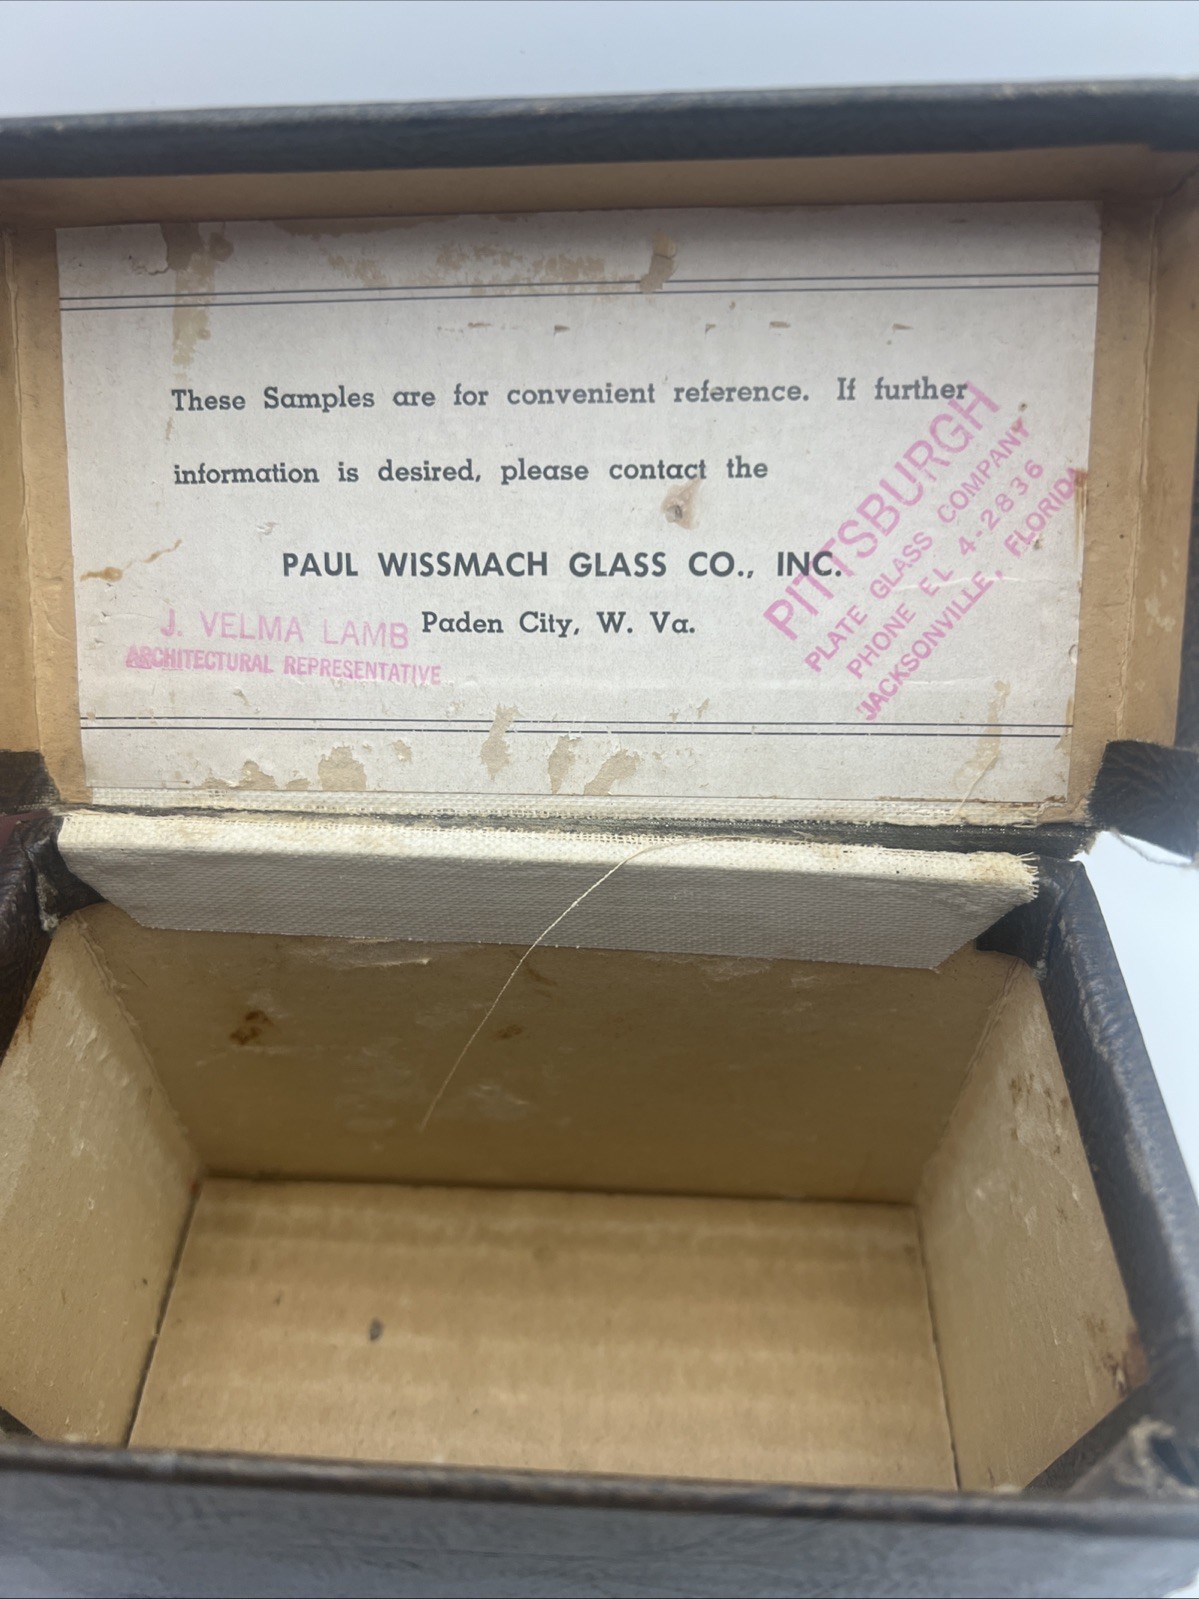 These Samples are for convenient reference. If further
information is desired, please contact the
PAUL WISSMACH GLASS CO., INC.
Paden City, W. Va.
J. VELMA LAMB
ARCHITECTURAL REPRESENTATIVE
PITTSBURGH
PLATE GLASS COMPANY
PHONE EL 4-2836
JACKSONVILLE, FLORIDA